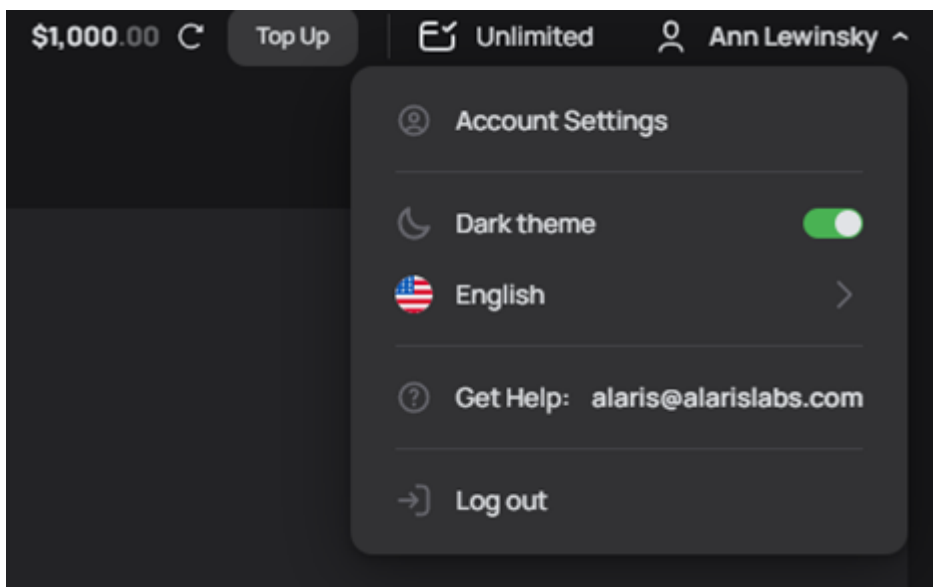 $1,000.00 Top Up Unlimited Ann Lewinsky
Account Settings
Dark theme
English
Get Help: alaris@alarislabs.com
Log out